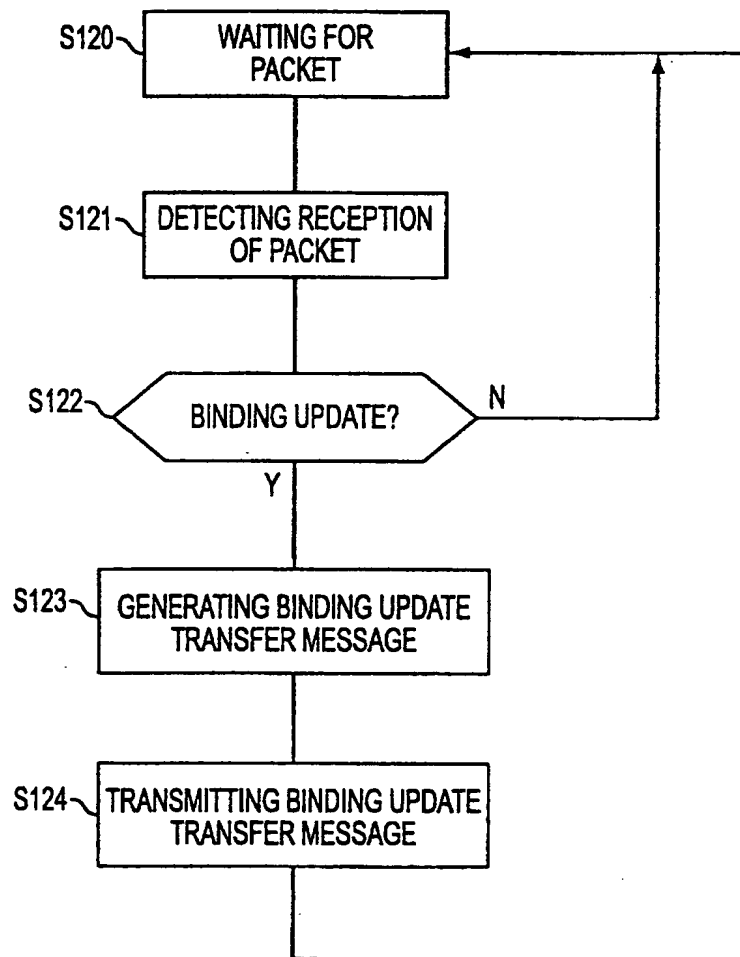 S120
WAITING FOR
PACKET
S121
DETECTING RECEPTION
OF PACKET
S122
BINDING UPDATE?
N
Y
S123
GENERATING BINDING UPDATE
TRANSFER MESSAGE
S124
TRANSMITTING BINDING UPDATE
TRANSFER MESSAGE